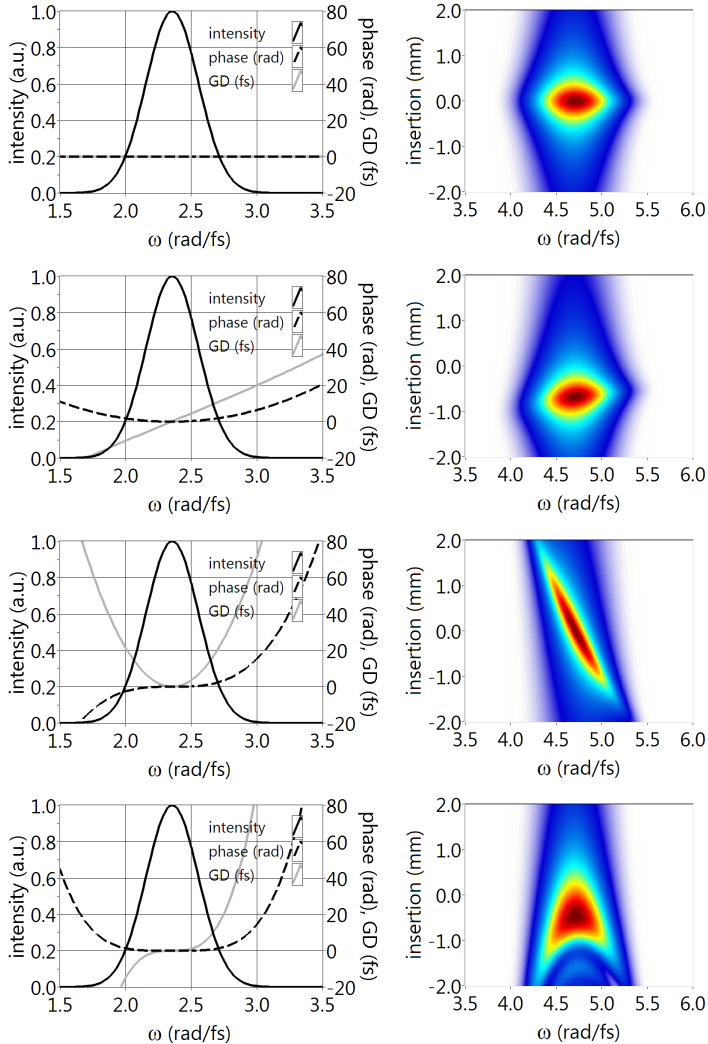 1.0
0.8
0.6
0.4
0.2
0.0
intensity (a.u.)
1.5 2.0 2.5 3.0 3.5
ω (rad/fs)
80
60
40
20
0
-20
phase (rad), GD (fs)
intensity
phase (rad)
GD (fs)
2.0
1.0
0.0
-1.0
-2.0
insertion (mm)
3.5 4.0 4.5 5.0 5.5 6.0
ω (rad/fs)
1.0
0.8
0.6
0.4
0.2
0.0
intensity (a.u.)
1.5 2.0 2.5 3.0 3.5
ω (rad/fs)
80
60
40
20
0
-20
phase (rad), GD (fs)
intensity
phase (rad)
GD (fs)
2.0
1.0
0.0
-1.0
-2.0
insertion (mm)
3.5 4.0 4.5 5.0 5.5 6.0
ω (rad/fs)
1.0
0.8
0.6
0.4
0.2
0.0
intensity (a.u.)
1.5 2.0 2.5 3.0 3.5
ω (rad/fs)
80
60
40
20
0
-20
phase (rad), GD (fs)
intensity
phase (rad)
GD (fs)
2.0
1.0
0.0
-1.0
-2.0
insertion (mm)
3.5 4.0 4.5 5.0 5.5 6.0
ω (rad/fs)
1.0
0.8
0.6
0.4
0.2
0.0
intensity (a.u.)
1.5 2.0 2.5 3.0 3.5
ω (rad/fs)
80
60
40
20
0
-20
phase (rad), GD (fs)
intensity
phase (rad)
GD (fs)
2.0
1.0
0.0
-1.0
-2.0
insertion (mm)
3.5 4.0 4.5 5.0 5.5 6.0
ω (rad/fs)